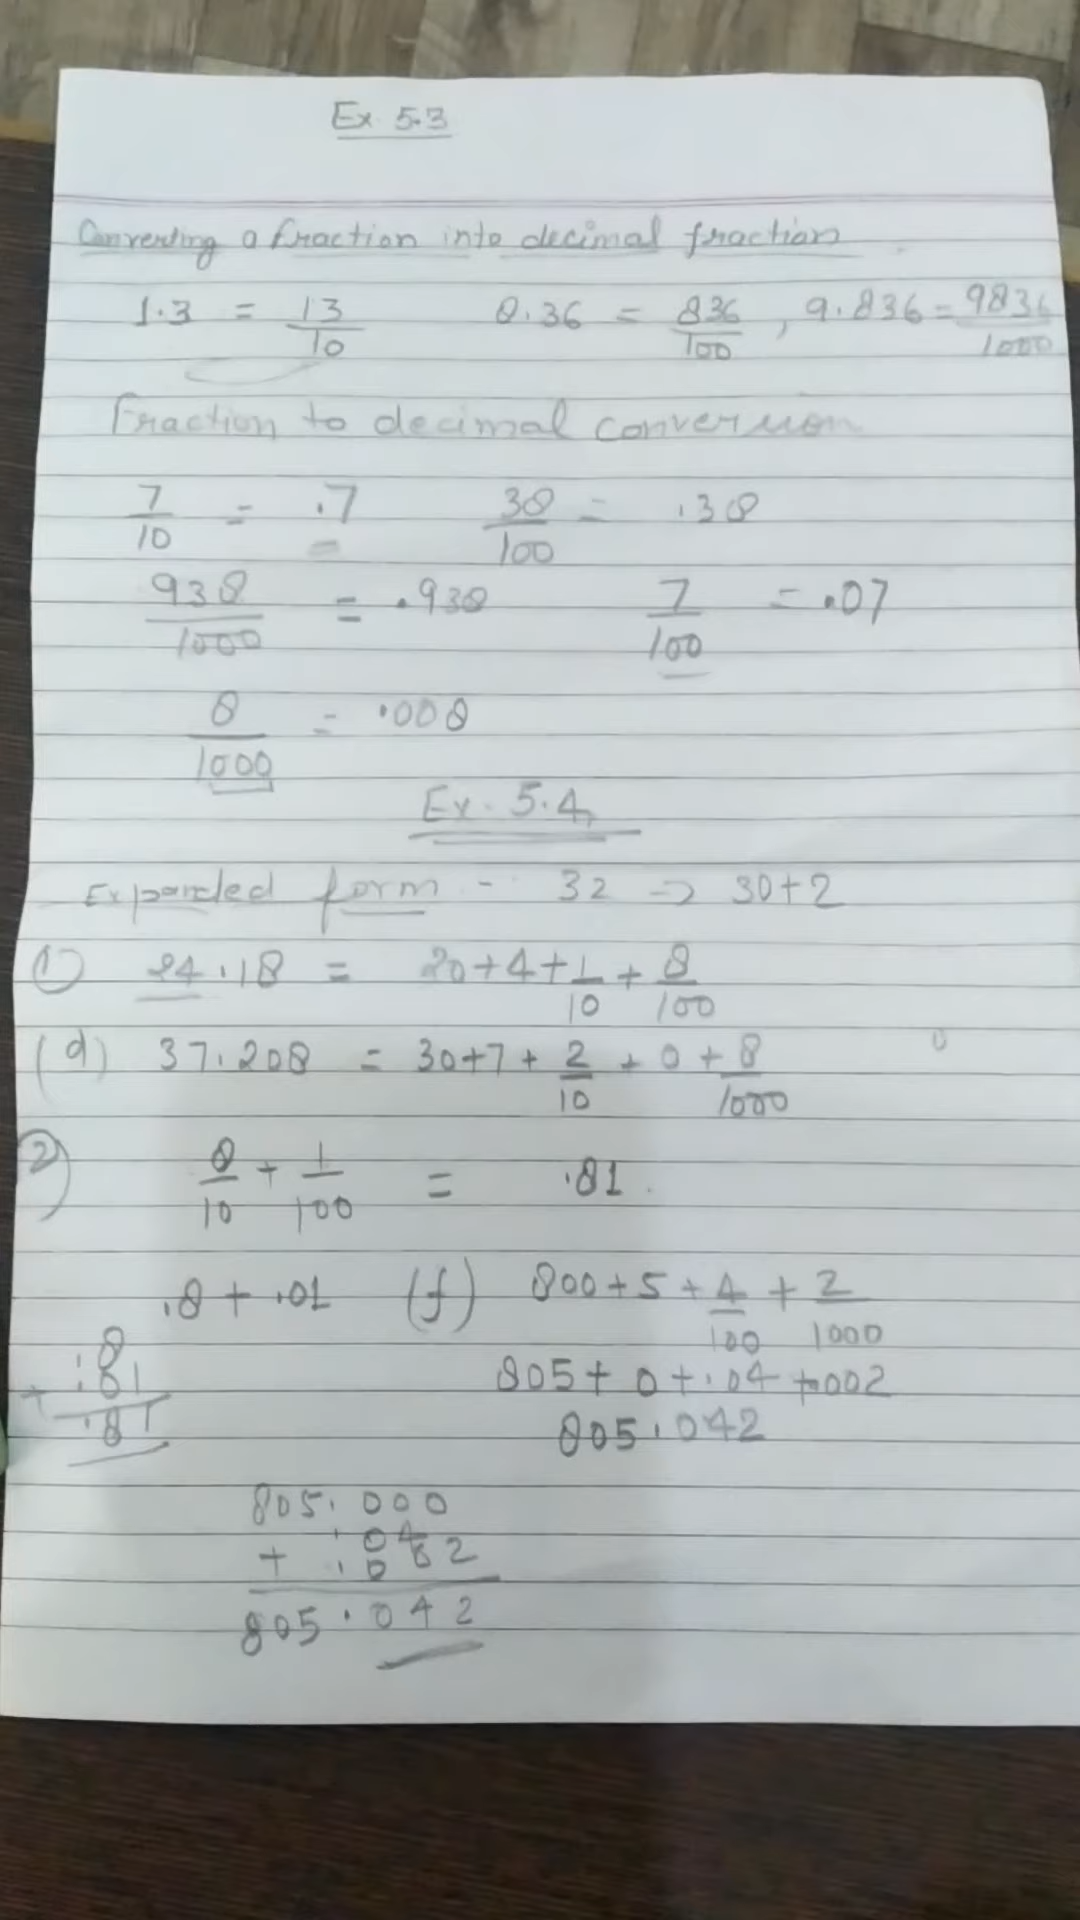 Ex. 5.3
Converting a fraction into decimal fraction
1.3 = 13/10 8.36 = 836/100, 9.836 = 9836/1000
Fraction to decimal conversion
7/10 = .7 38/100 = .38
938/1000 = .938 7/100 = .07
8/1000 = .008
Ex. 5.4
Expanded form - 32 → 30+2
(1) 24.18 = 20+4+1/10+8/100
(d) 37.208 = 30+7+2/10+0+8/1000
2) 8/10 + 1/100 = .81
.8 + .01 (f) 800+5+4/100+2/1000
.8
805+0+.04+.002
+ .81
.81
805.042
805.000
.04
+ .082
805.042